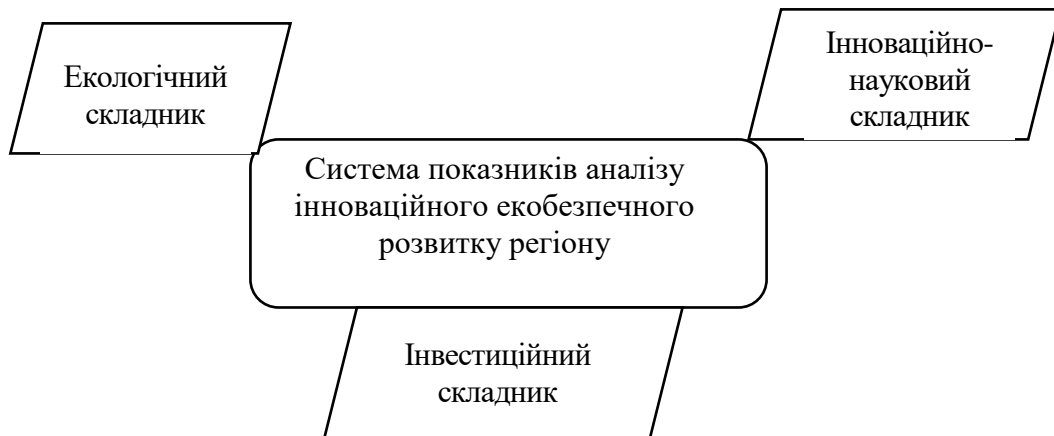 Екологічний
складник
Інноваційно-
науковий
складник
Система показників аналізу
інноваційного екобезпечного
розвитку регіону
Інвестиційний
складник